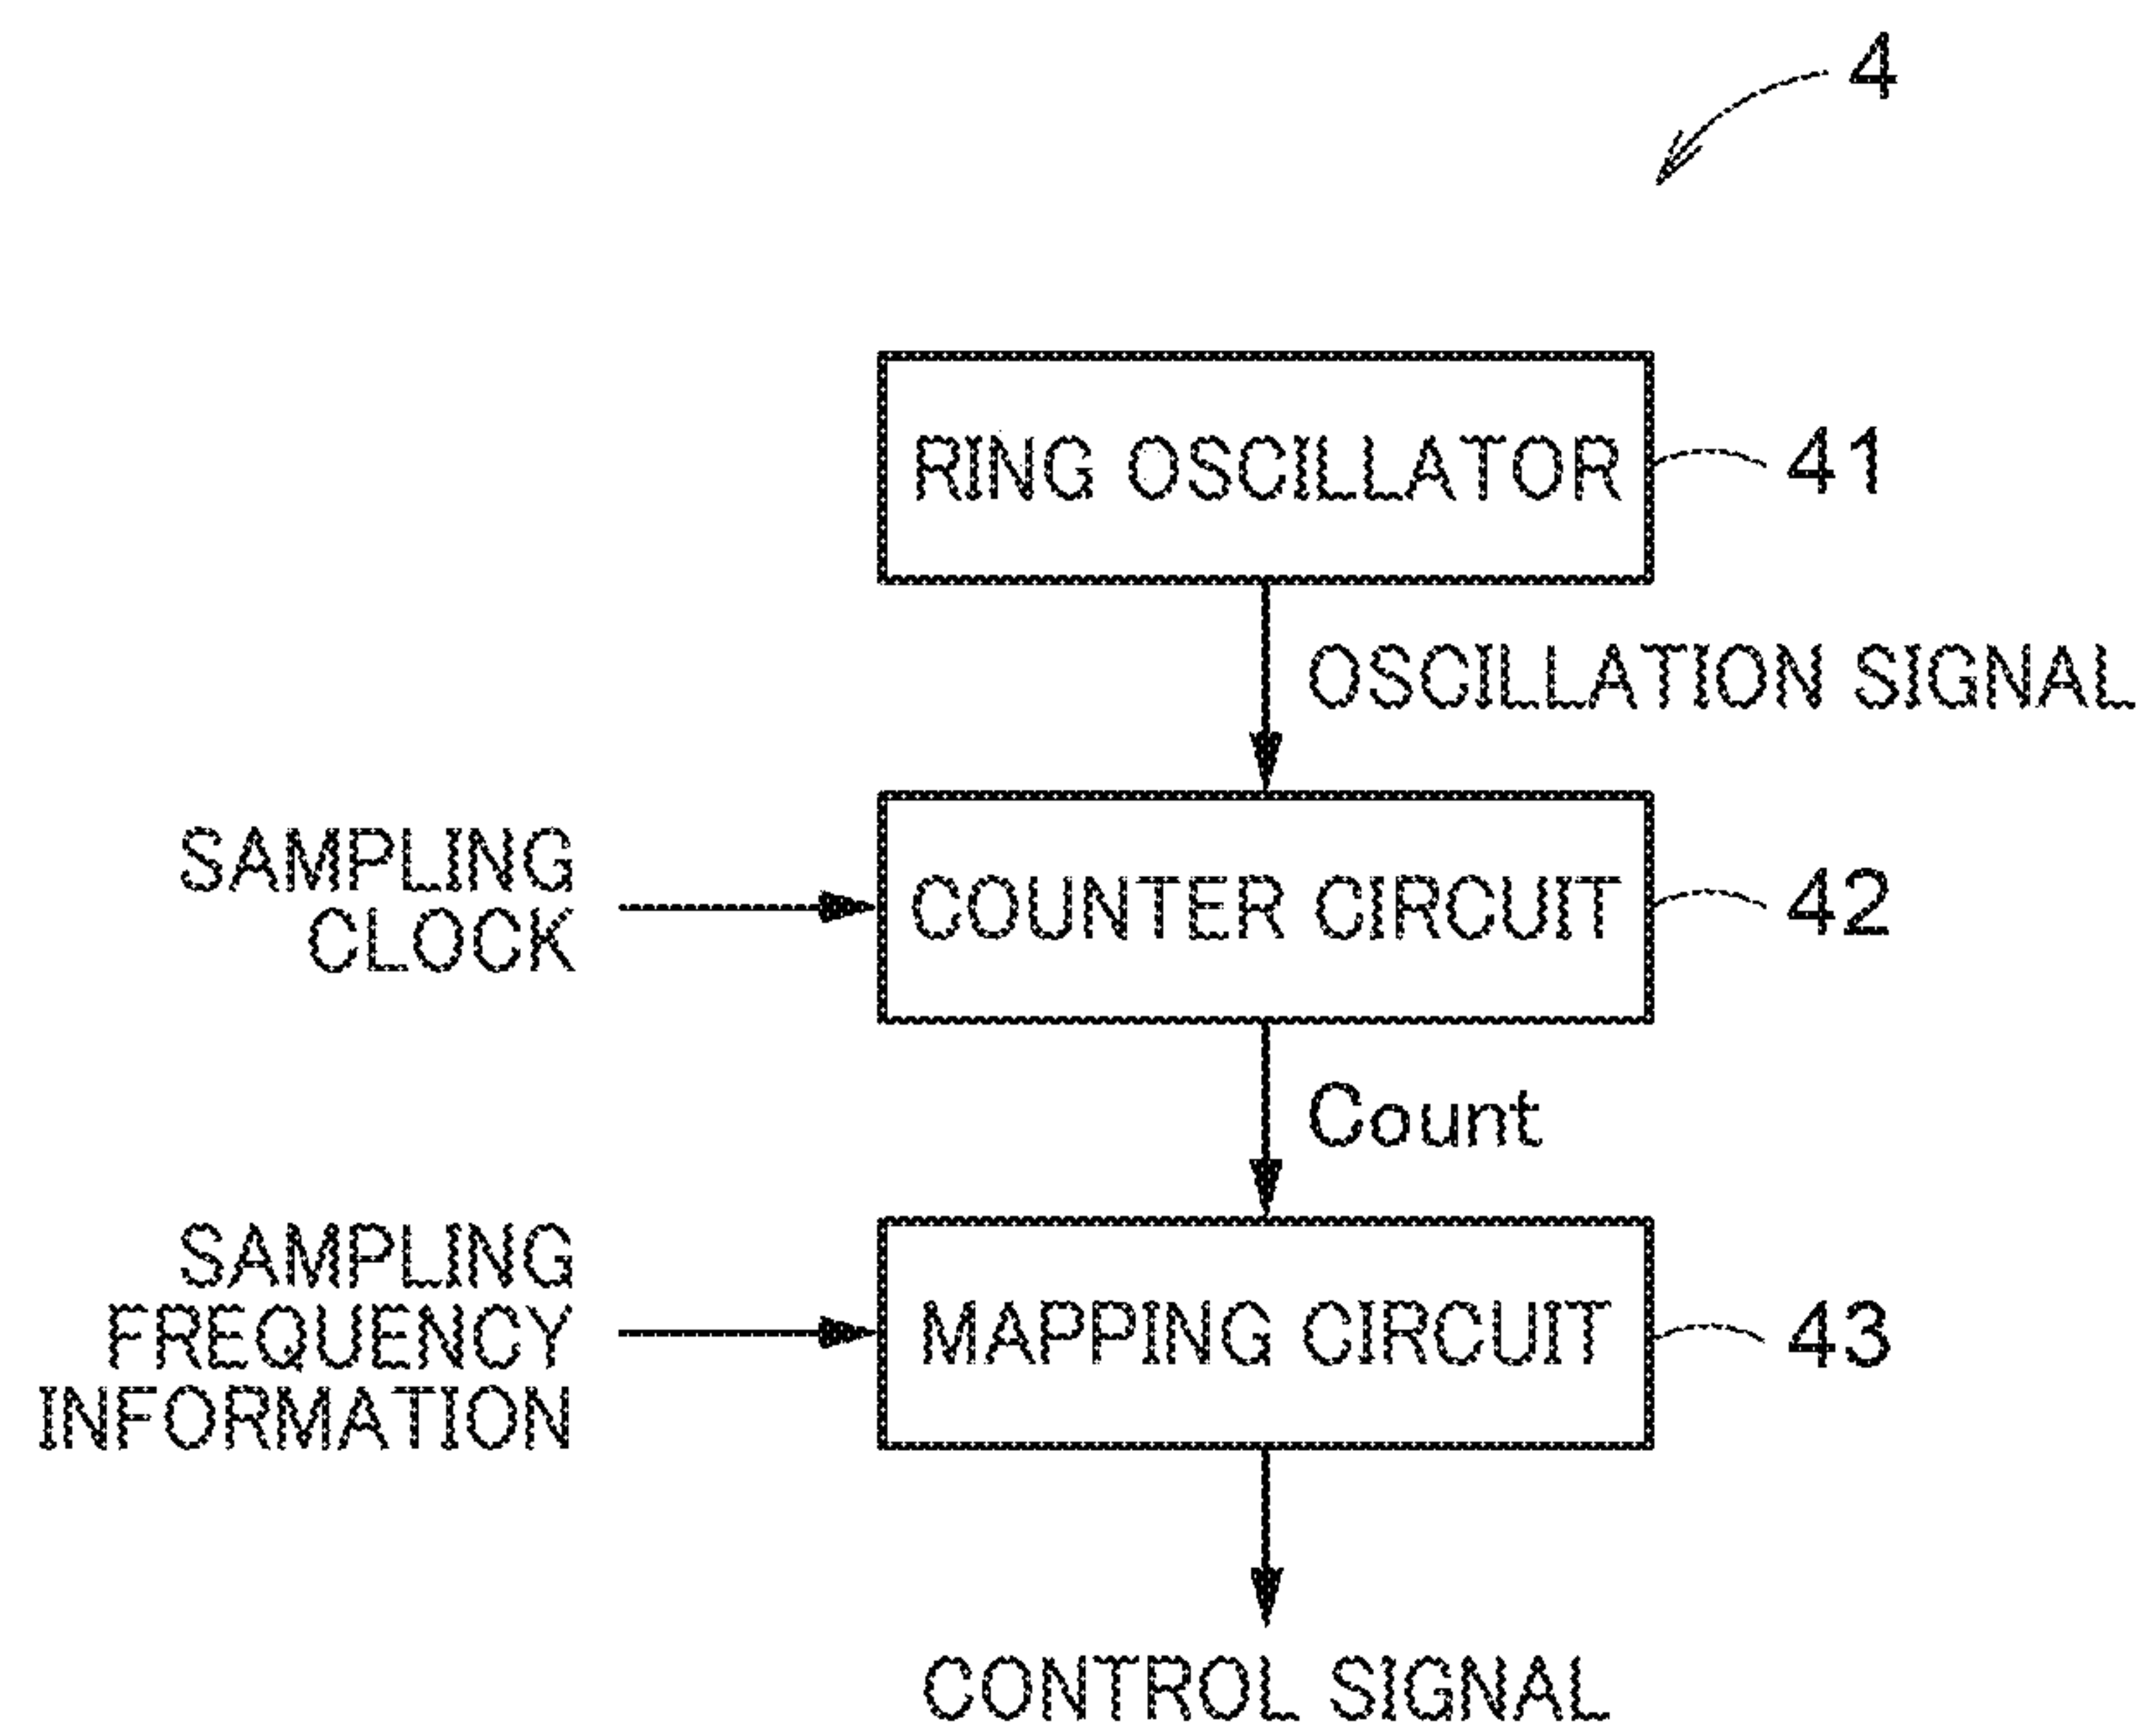 4
RING OSCILLATOR
41
OSCILLATION SIGNAL
SAMPLING
CLOCK
COUNTER CIRCUIT
42
Count
SAMPLING
FREQUENCY
INFORMATION
MAPPING CIRCUIT
43
CONTROL SIGNAL